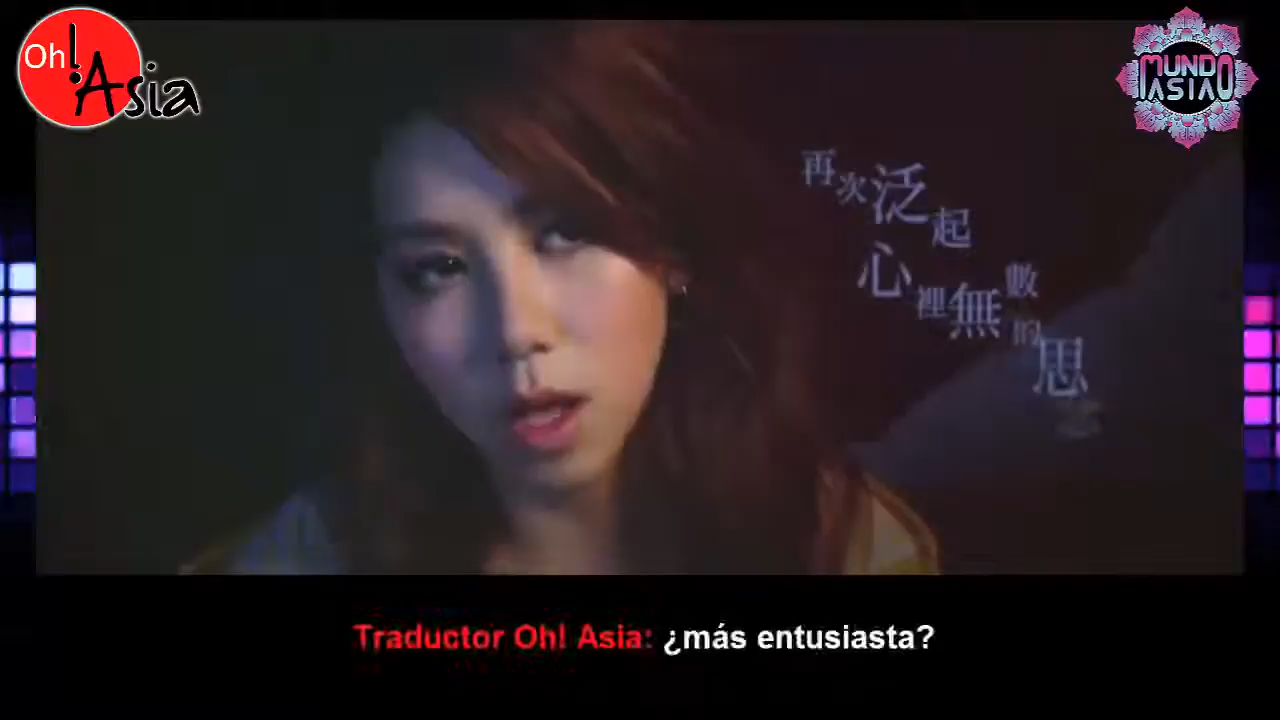 Oh! Asia
MUNDO ASIA
再次泛起
心裡無數的思
Traductor Oh! Asia: ¿más entusiasta?